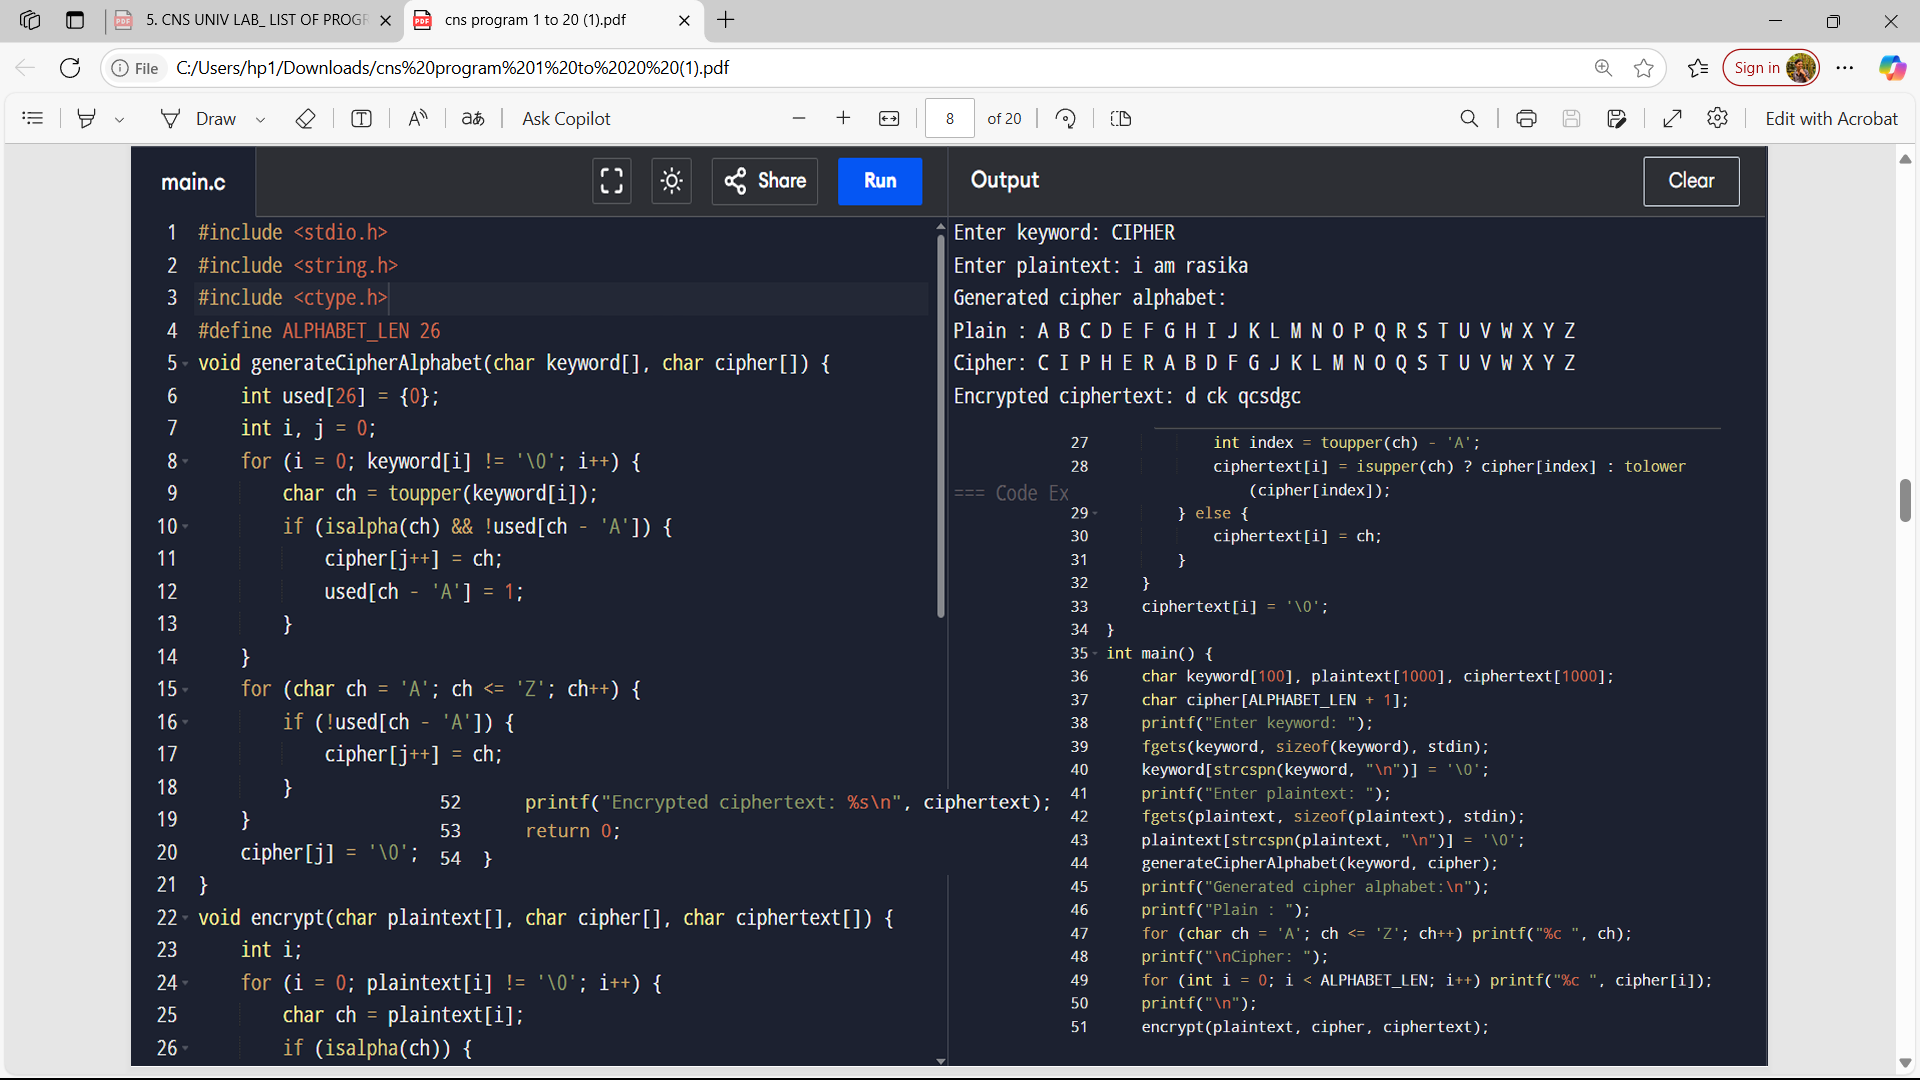 5. CNS UNIV LAB_ LIST OF PROGR
cns program 1 to 20 (1).pdf
File
C:/Users/hp1/Downloads/cns%20program%201%20to%2020%20(1).pdf
Sign in
Draw
Ask Copilot
8
of 20
Edit with Acrobat
main.c
Share
Run
Output
Clear
1 #include <stdio.h>
2 #include <string.h>
3 #include <ctype.h>
4 #define ALPHABET_LEN 26
5 void generateCipherAlphabet(char keyword[], char cipher[]) {
6 int used[26] = {0};
7 int i, j = 0;
8 for (i = 0; keyword[i] != '\0'; i++) {
9 char ch = toupper(keyword[i]);
10 if (isalpha(ch) && !used[ch - 'A']) {
11 cipher[j++] = ch;
12 used[ch - 'A'] = 1;
13 }
14 }
15 for (char ch = 'A'; ch <= 'Z'; ch++) {
16 if (!used[ch - 'A']) {
17 cipher[j++] = ch;
18 }
19 }
20 cipher[j] = '\0';
21 }
22 void encrypt(char plaintext[], char cipher[], char ciphertext[]) {
23 int i;
24 for (i = 0; plaintext[i] != '\0'; i++) {
25 char ch = plaintext[i];
26 if (isalpha(ch)) {
Enter keyword: CIPHER
Enter plaintext: i am rasika
Generated cipher alphabet:
Plain : A B C D E F G H I J K L M N O P Q R S T U V W X Y Z
Cipher: C I P H E R A B D F G J K L M N O Q S T U V W X Y Z
Encrypted ciphertext: d ck qcsdgc
=== Code Ex
27 int index = toupper(ch) - 'A';
28 ciphertext[i] = isupper(ch) ? cipher[index] : tolower
(cipher[index]);
29 } else {
30 ciphertext[i] = ch;
31 }
32 }
33 ciphertext[i] = '\0';
34 }
35 int main() {
36 char keyword[100], plaintext[1000], ciphertext[1000];
37 char cipher[ALPHABET_LEN + 1];
38 printf("Enter keyword: ");
39 fgets(keyword, sizeof(keyword), stdin);
40 keyword[strcspn(keyword, "\n")] = '\0';
41 printf("Enter plaintext: ");
42 fgets(plaintext, sizeof(plaintext), stdin);
43 plaintext[strcspn(plaintext, "\n")] = '\0';
44 generateCipherAlphabet(keyword, cipher);
45 printf("Generated cipher alphabet:\n");
46 printf("Plain : ");
47 for (char ch = 'A'; ch <= 'Z'; ch++) printf("%c ", ch);
48 printf("\nCipher: ");
49 for (int i = 0; i < ALPHABET_LEN; i++) printf("%c ", cipher[i]);
50 printf("\n");
51 encrypt(plaintext, cipher, ciphertext);
52 printf("Encrypted ciphertext: %s\n", ciphertext);
53 return 0;
54 }